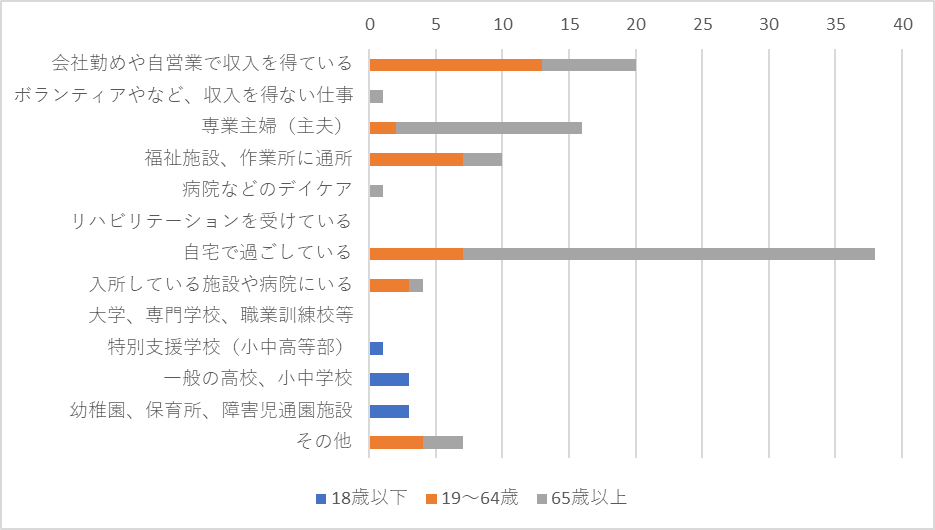 0 5 10 15 20 25 30 35 40
会社勤めや自営業で収入を得ている
ボランティアやなど、収入を得ない仕事
専業主婦（主夫）
福祉施設、作業所に通所
病院などのデイケア
リハビリテーションを受けている
自宅で過ごしている
入所している施設や病院にいる
大学、専門学校、職業訓練校等
特別支援学校（小中高等部）
一般の高校、小中学校
幼稚園、保育所、障害児通園施設
その他
18歳以下 19～64歳 65歳以上